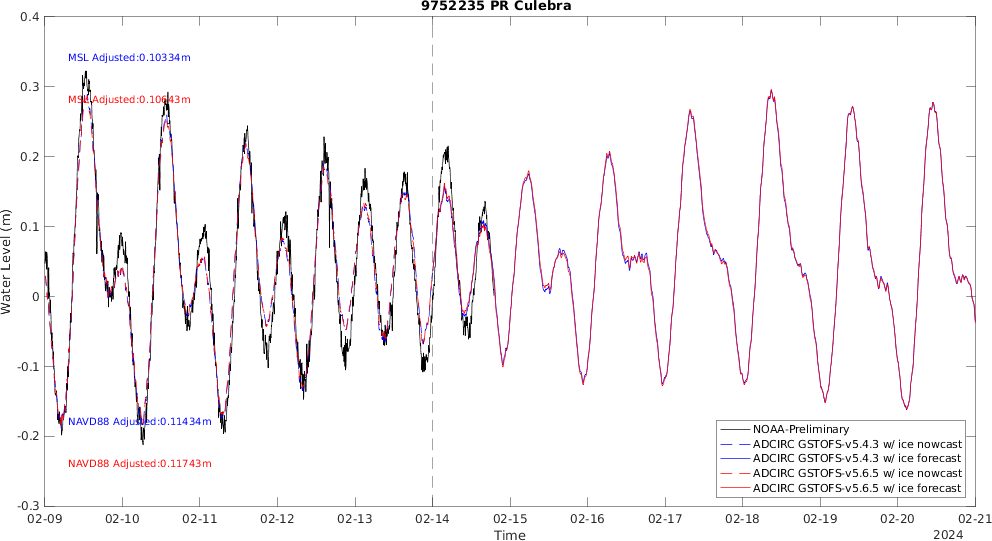 9752235 PR Culebra
0.4
0.3
0.2
0.1
0
-0.1
-0.2
-0.3
Water Level (m)
MSL Adjusted:0.10334m
MSL Adjusted:0.10643m
NAVD88 Adjusted:0.11434m
NAVD88 Adjusted:0.11743m
NOAA-Preliminary
ADCIRC GSTOFS-v5.4.3 w/ ice nowcast
ADCIRC GSTOFS-v5.4.3 w/ ice forecast
ADCIRC GSTOFS-v5.6.5 w/ ice nowcast
ADCIRC GSTOFS-v5.6.5 w/ ice forecast
02-09 02-10 02-11 02-12 02-13 02-14 02-15 02-16 02-17 02-18 02-19 02-20 02-21
Time
2024